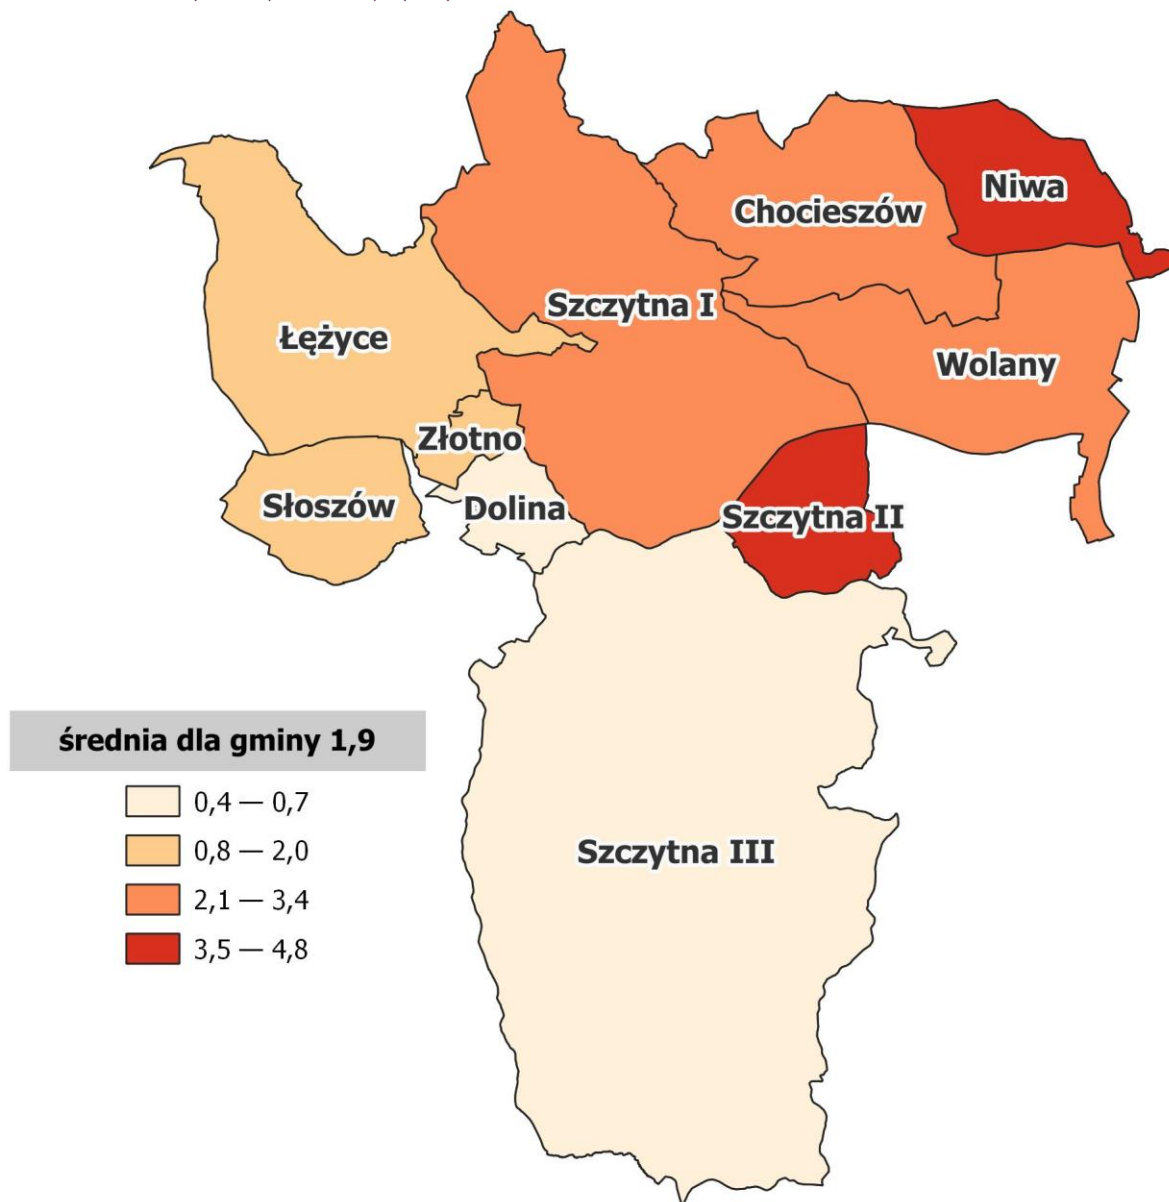 Niwa
Chocieszów
Szczytna I
Łężyce
Wolany
Złotno
Słoszów
Dolina
Szczytna II
średnia dla gminy 1,9
0,4 — 0,7
0,8 — 2,0
2,1 — 3,4
3,5 — 4,8
Szczytna III